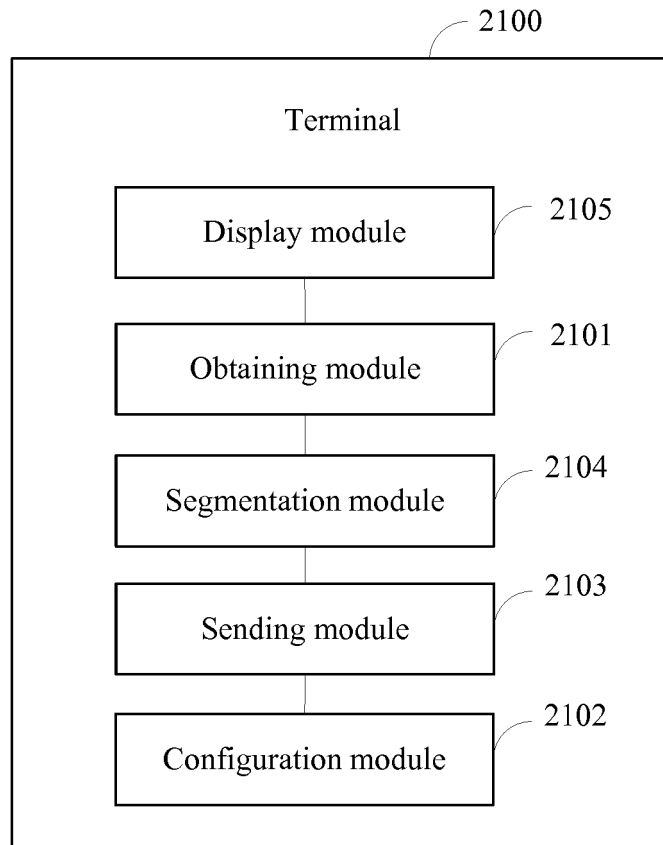 2100
Terminal
Display module
2105
Obtaining module
2101
Segmentation module
2104
Sending module
2103
Configuration module
2102